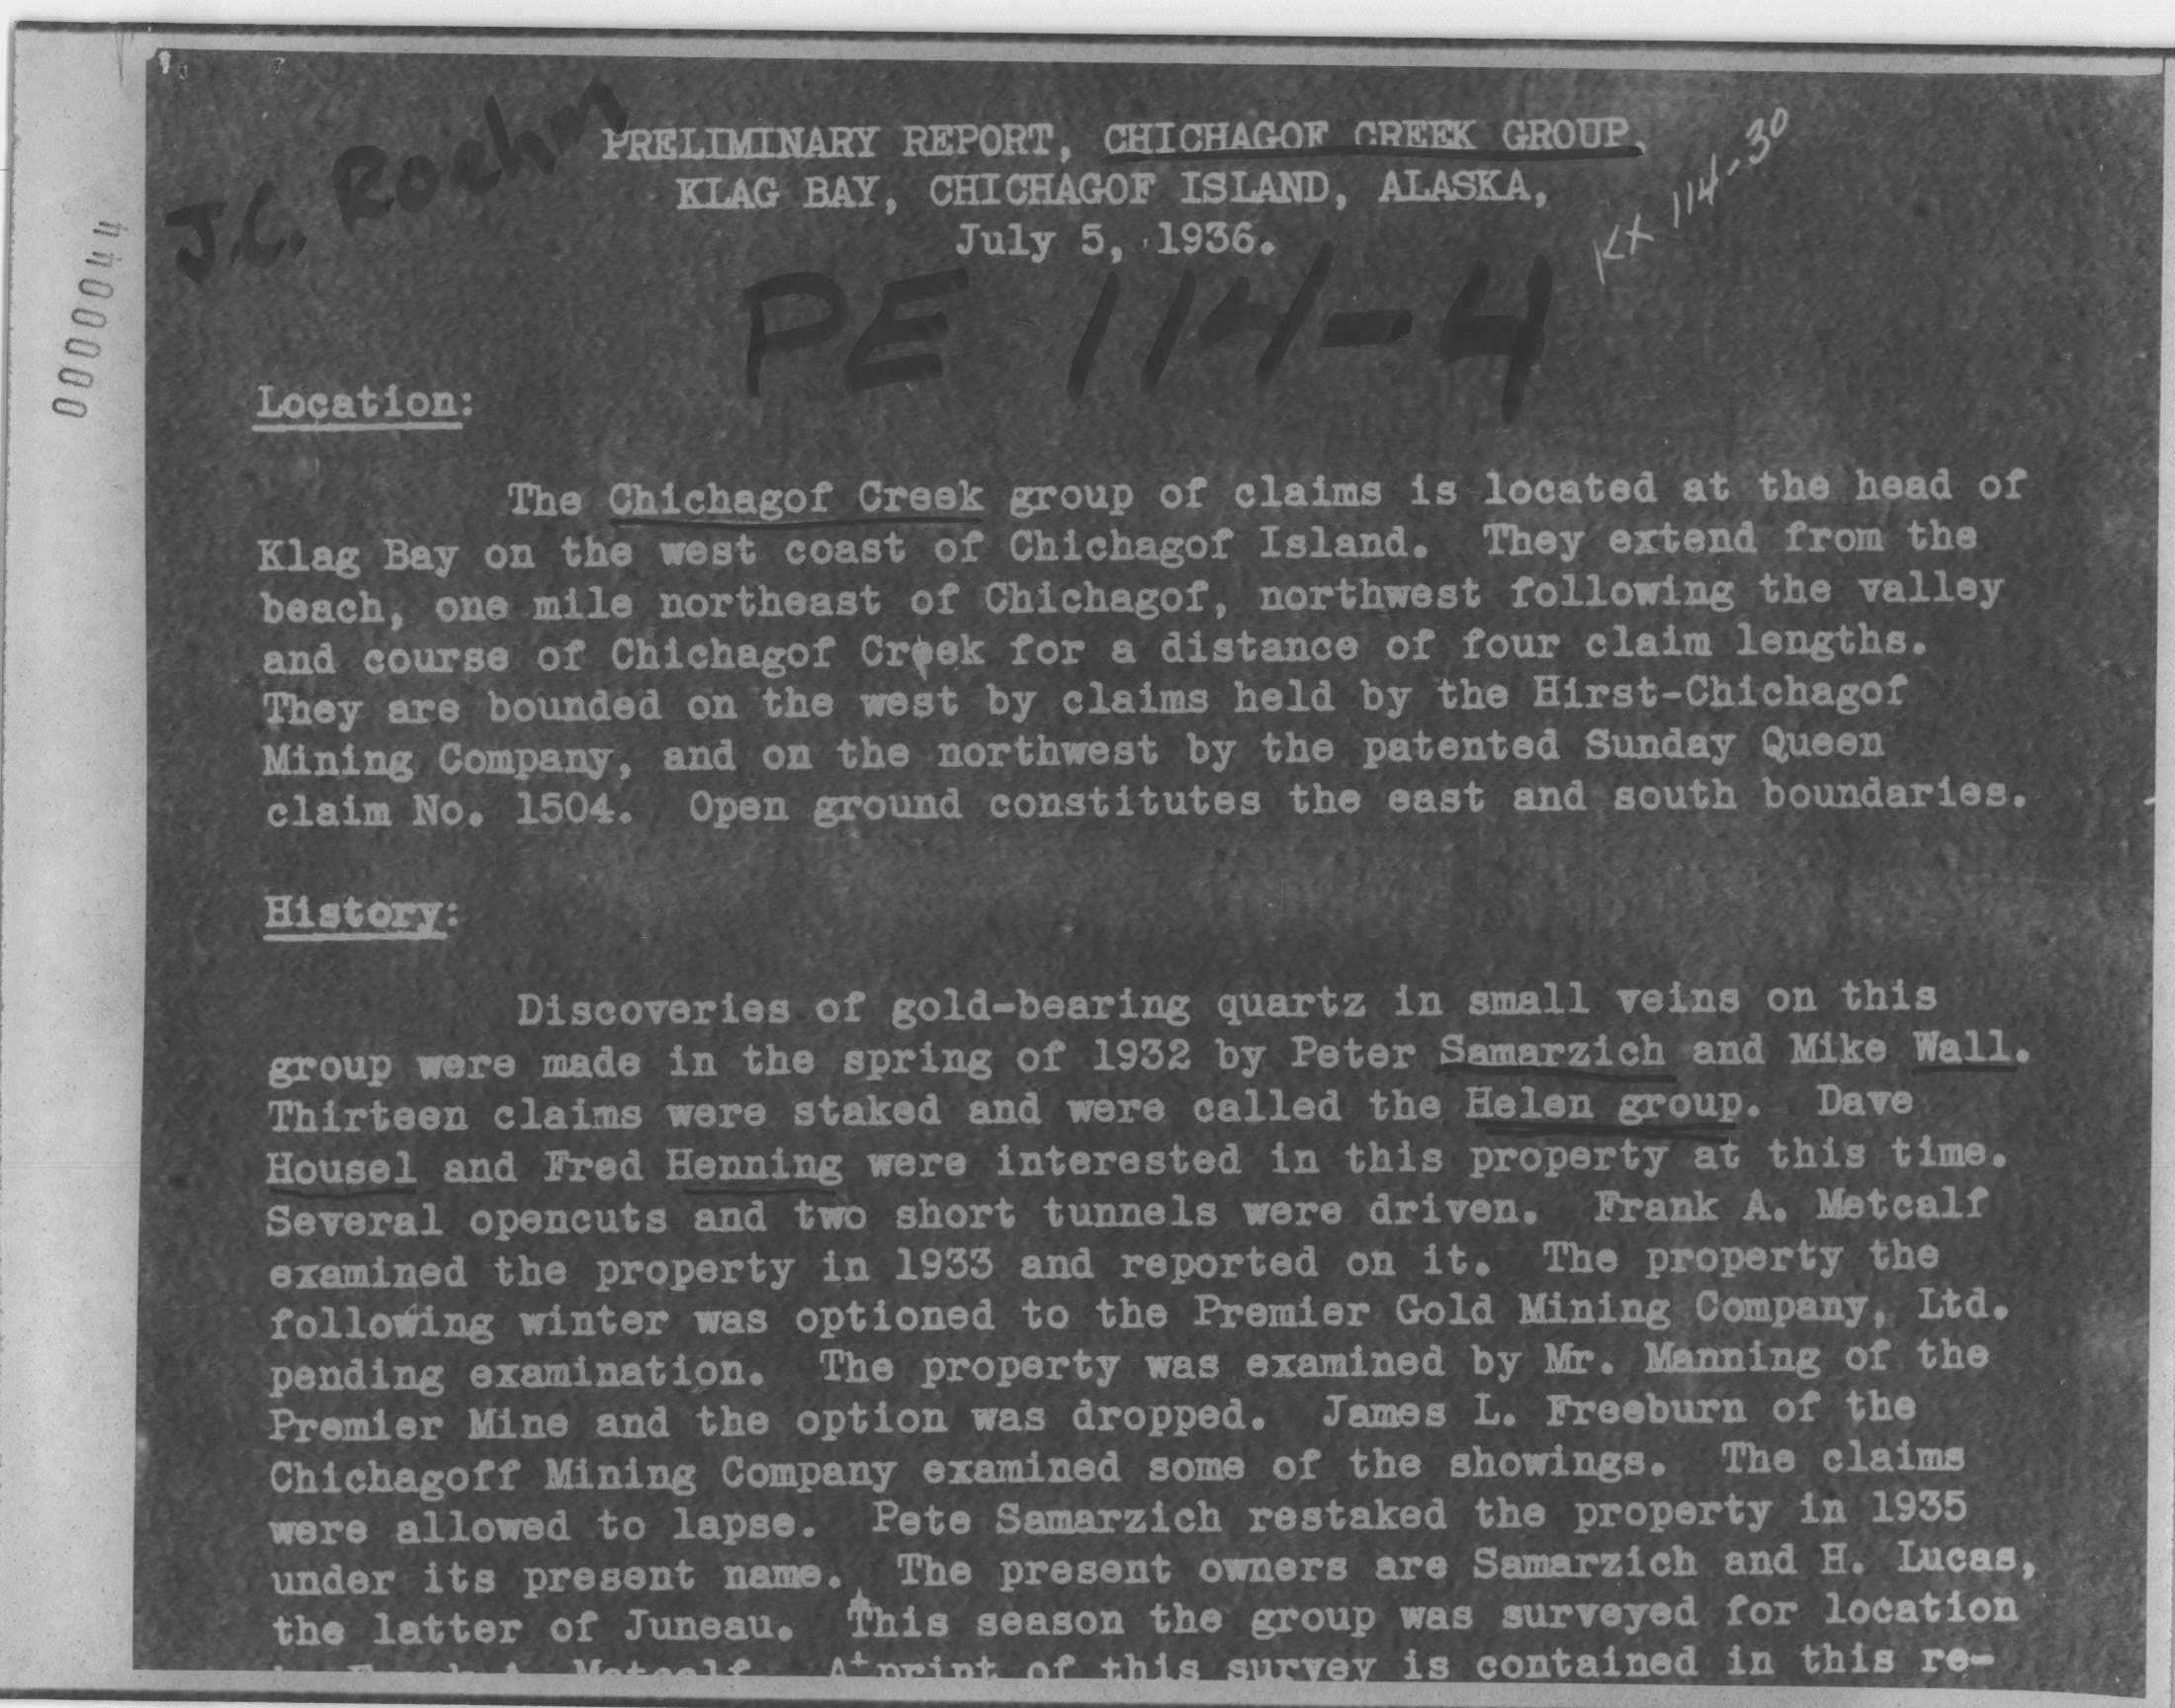 J.C. Roehm
PRELIMINARY REPORT, CHICHAGOF CREEK GROUP,
KLAG BAY, CHICHAGOF ISLAND, ALASKA,
July 5, 1936.
Kx 114-30
PE 114-4
00000044
Location:
The Chichagof Creek group of claims is located at the head of
Klag Bay on the west coast of Chichagof Island. They extend from the
beach, one mile northeast of Chichagof, northwest following the valley
and course of Chichagof Creek for a distance of four claim lengths.
They are bounded on the west by claims held by the Hirst-Chichagof
Mining Company, and on the northwest by the patented Sunday Queen
claim No. 1504. Open ground constitutes the east and south boundaries.
History:
Discoveries of gold-bearing quartz in small veins on this
group were made in the spring of 1932 by Peter Samarzich and Mike Wall.
Thirteen claims were staked and were called the Helen group. Dave
Housel and Fred Henning were interested in this property at this time.
Several opencuts and two short tunnels were driven. Frank A. Metcalf
examined the property in 1933 and reported on it. The property the
following winter was optioned to the Premier Gold Mining Company, Ltd.
pending examination. The property was examined by Mr. Manning of the
Premier Mine and the option was dropped. James L. Freeburn of the
Chichagoff Mining Company examined some of the showings. The claims
were allowed to lapse. Pete Samarzich restaked the property in 1935
under its present name. The present owners are Samarzich and H. Lucas,
the latter of Juneau. This season the group was surveyed for location
by Frank A. Metcalf. A print of this survey is contained in this re-